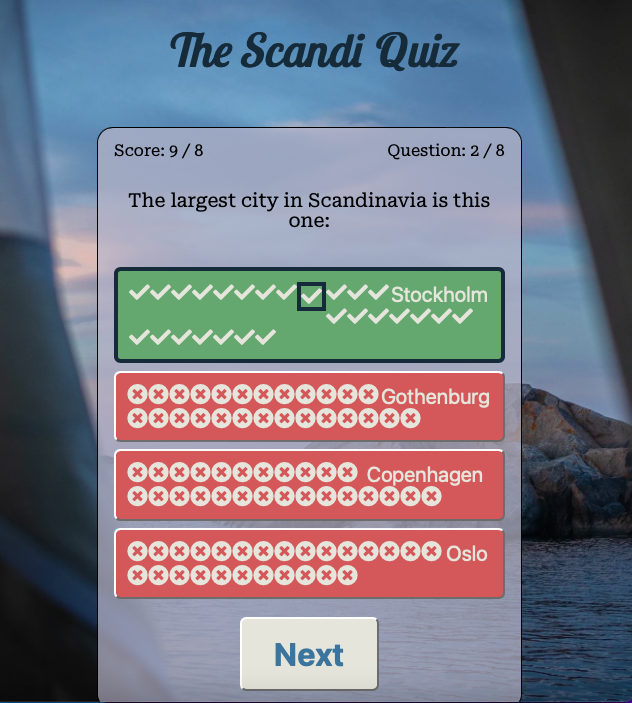 The Scandi Quiz
Score: 9 / 8
Question: 2 / 8
The largest city in Scandinavia is this
one:
Stockholm
Gothenburg
Copenhagen
Oslo
Next